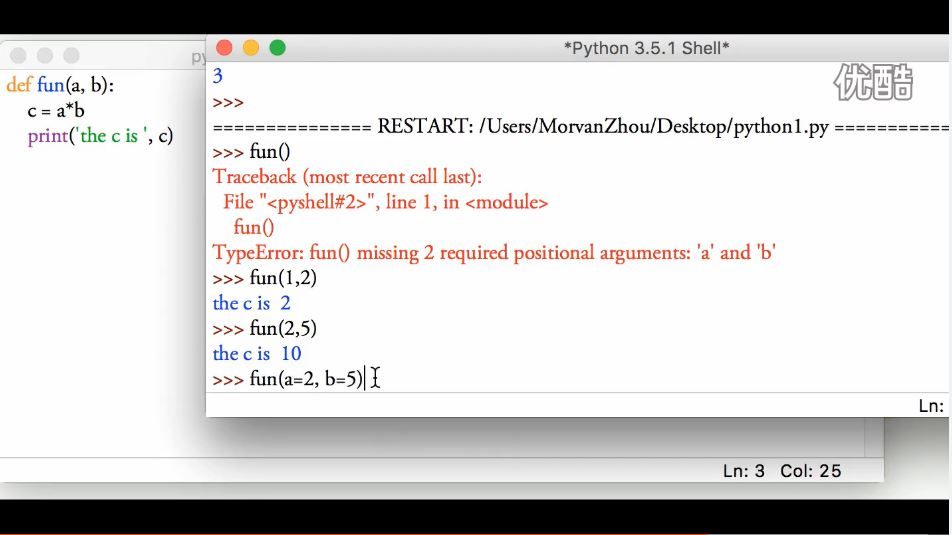 py
def fun(a, b):
c = a*b
print('the c is ', c)
Ln: 3 Col: 25
*Python 3.5.1 Shell*
优酷
3
>>>
=============== RESTART: /Users/MorvanZhou/Desktop/python1.py ===========
>>> fun()
Traceback (most recent call last):
File "<pyshell#2>", line 1, in <module>
fun()
TypeError: fun() missing 2 required positional arguments: 'a' and 'b'
>>> fun(1,2)
the c is  2
>>> fun(2,5)
the c is  10
>>> fun(a=2, b=5)
Ln: